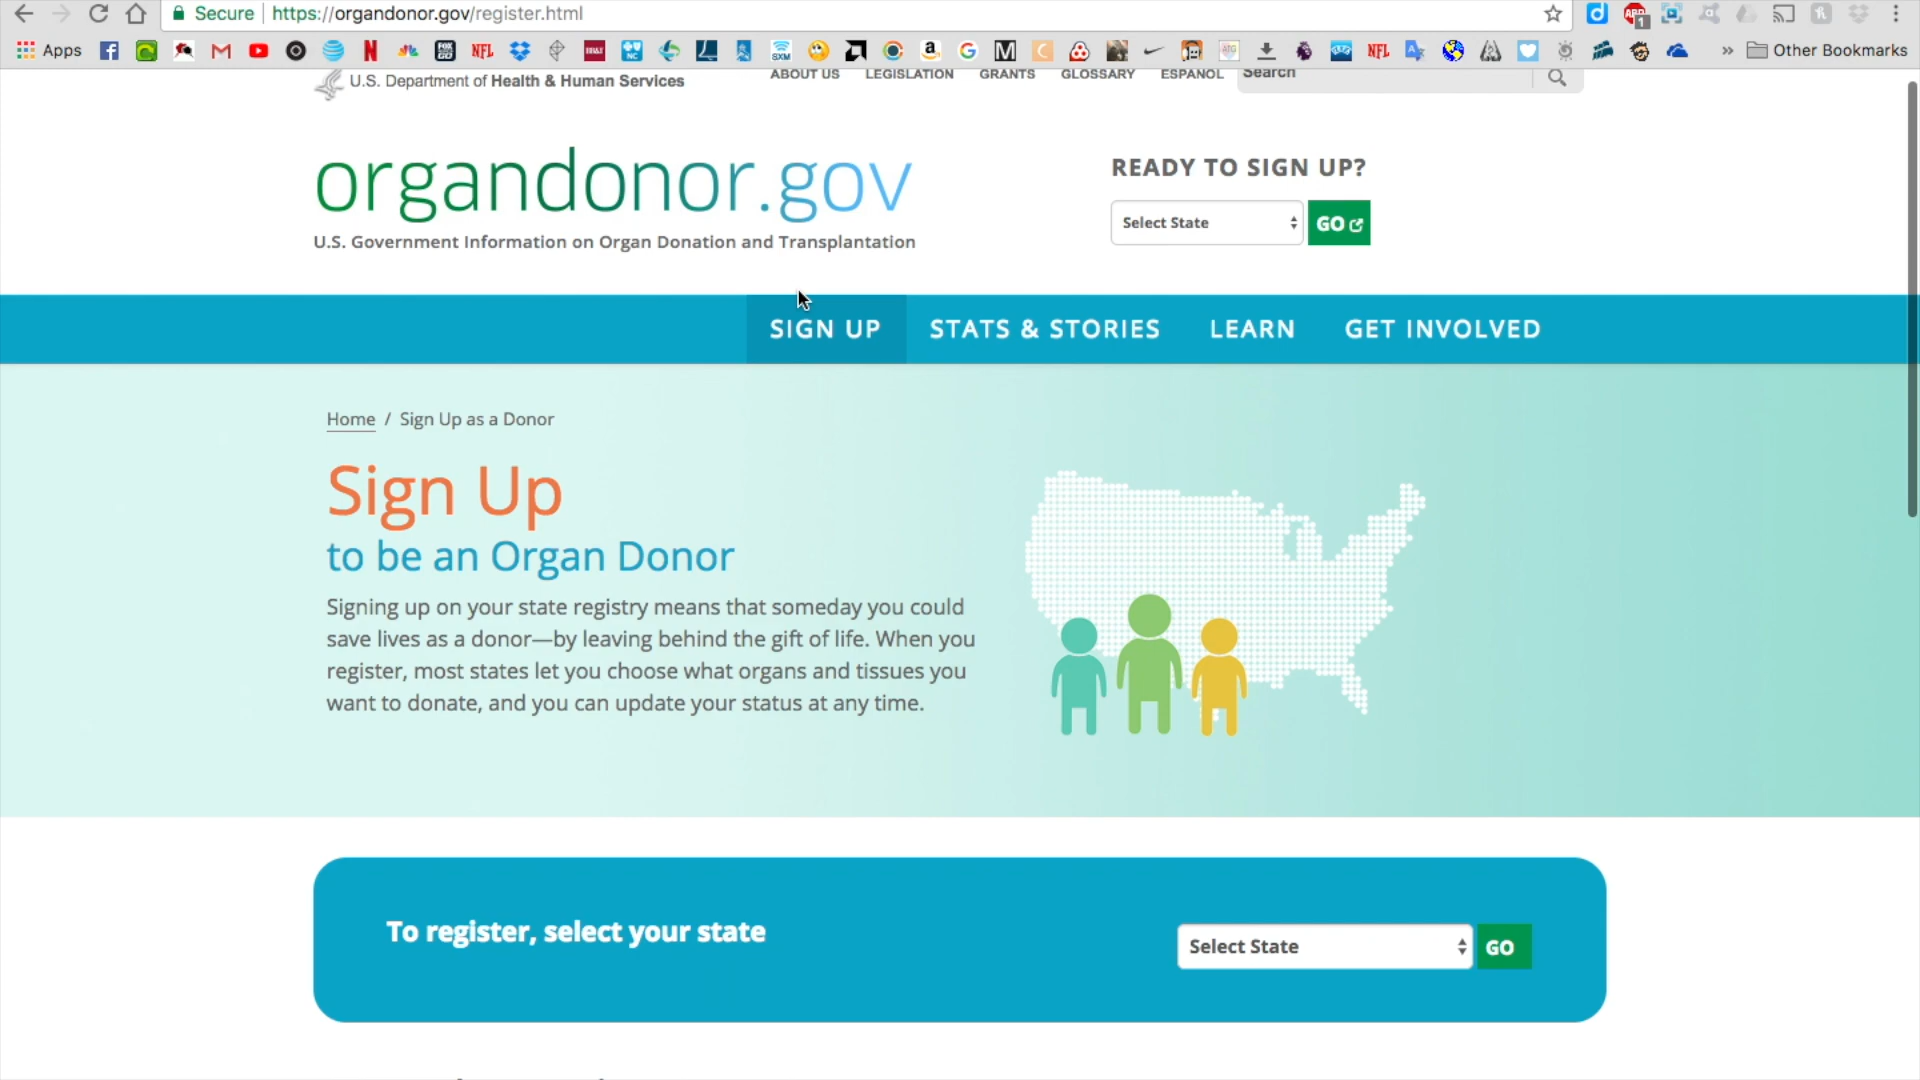 Secure https://organdonor.gov/register.html
Apps
Other Bookmarks
U.S. Department of Health & Human Services
ABOUT US LEGISLATION GRANTS GLOSSARY ESPAÑOL Search
organdonor.gov
U.S. Government Information on Organ Donation and Transplantation
READY TO SIGN UP?
Select State GO
SIGN UP STATS & STORIES LEARN GET INVOLVED
Home / Sign Up as a Donor
Sign Up
to be an Organ Donor
Signing up on your state registry means that someday you could
save lives as a donor—by leaving behind the gift of life. When you
register, most states let you choose what organs and tissues you
want to donate, and you can update your status at any time.
To register, select your state
Select State GO